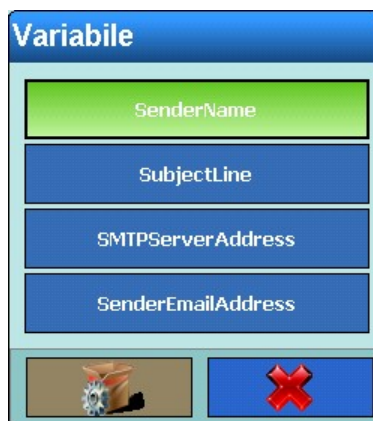 Variabile
SenderName
SubjectLine
SMTPServerAddress
SenderEmailAddress